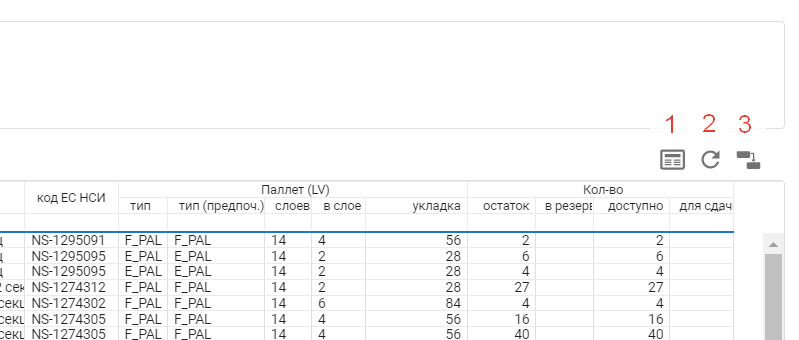 1 2 3
Паллет (LV) Кол-во
код ЕС НСИ
тип тип (предпоч.) слоев в слое укладка остаток в резерв доступно для сдач
ц NS-1295091 F_PAL F_PAL 14 4 56 2 2
ц NS-1295095 E_PAL E_PAL 14 2 28 6 6
ц NS-1295095 E_PAL E_PAL 14 2 28 4 4
2 сек NS-1274312 F_PAL F_PAL 14 2 28 27 27
секц NS-1274302 F_PAL F_PAL 14 6 84 4 4
секц NS-1274305 F_PAL F_PAL 14 4 56 16 16
секц NS-1274305 F_PAL F_PAL 14 4 56 40 40